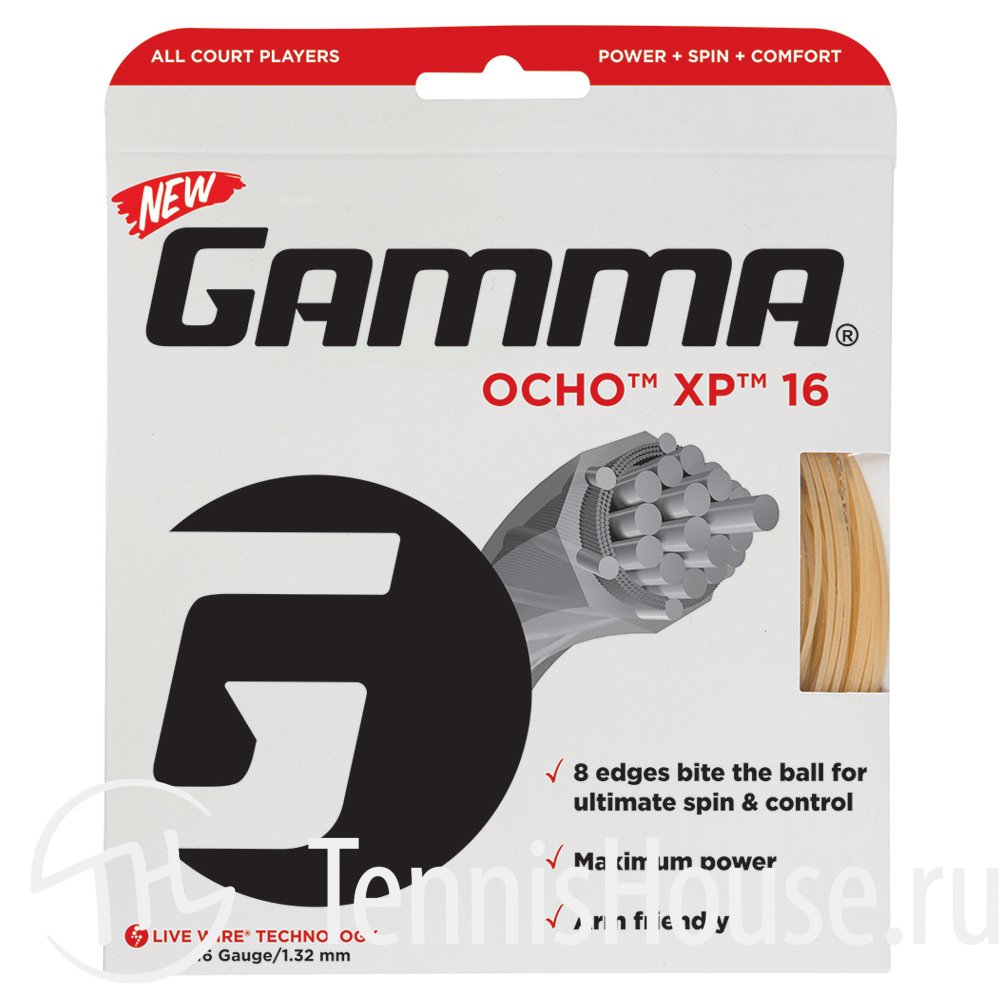 ALL COURT PLAYERS
POWER + SPIN + COMFORT
NEW
GAMMA®
OCHO™ XP™ 16
✓ 8 edges bite the ball for
ultimate spin & control
✓ Maximum power
✓ Arm friendly
LIVE WIRE® TECHNOLOGY
16 Gauge/1.32 mm
TennisHouse.ru